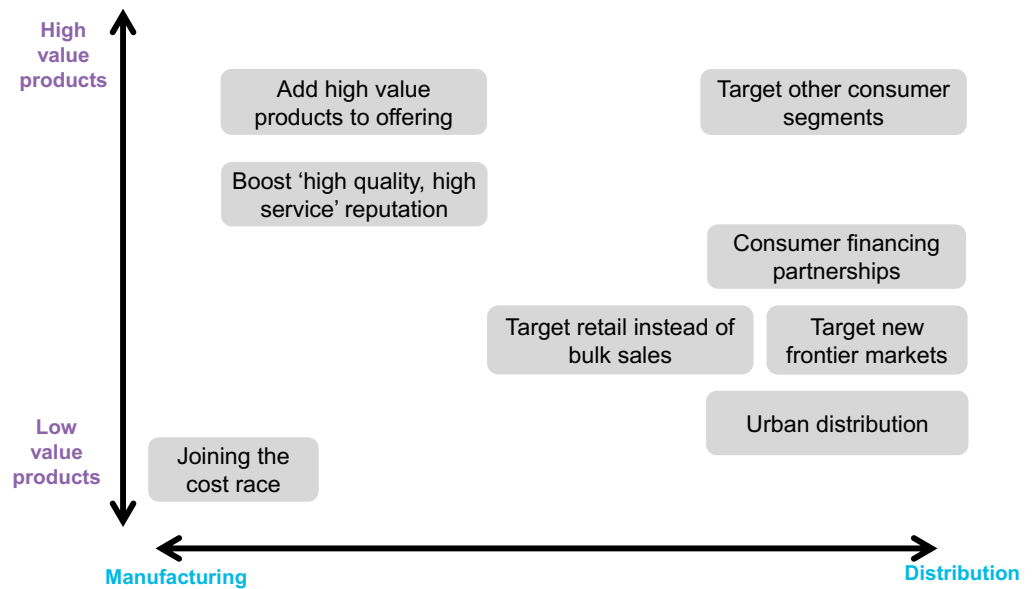 High
value
products
Add high value
products to offering
Target other consumer
segments
Boost ‘high quality, high
service’ reputation
Consumer financing
partnerships
Target retail instead of
bulk sales
Target new
frontier markets
Urban distribution
Low
value
products
Joining the
cost race
Manufacturing
Distribution